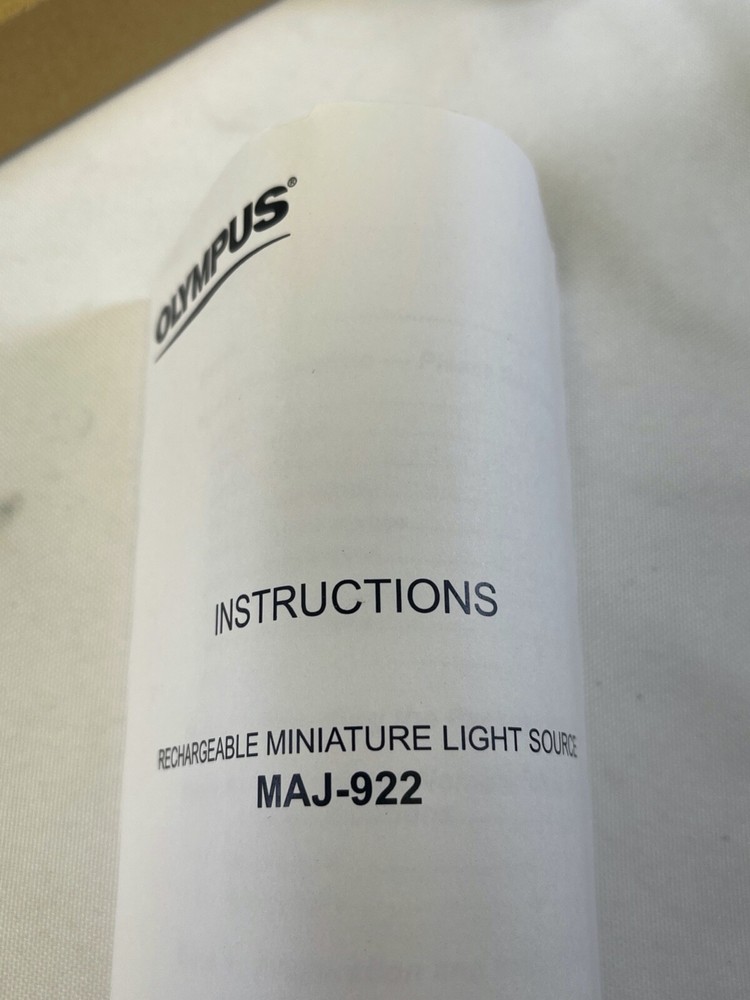 OLYMPUS®
INSTRUCTIONS
RECHARGEABLE MINIATURE LIGHT SOURCE
MAJ-922